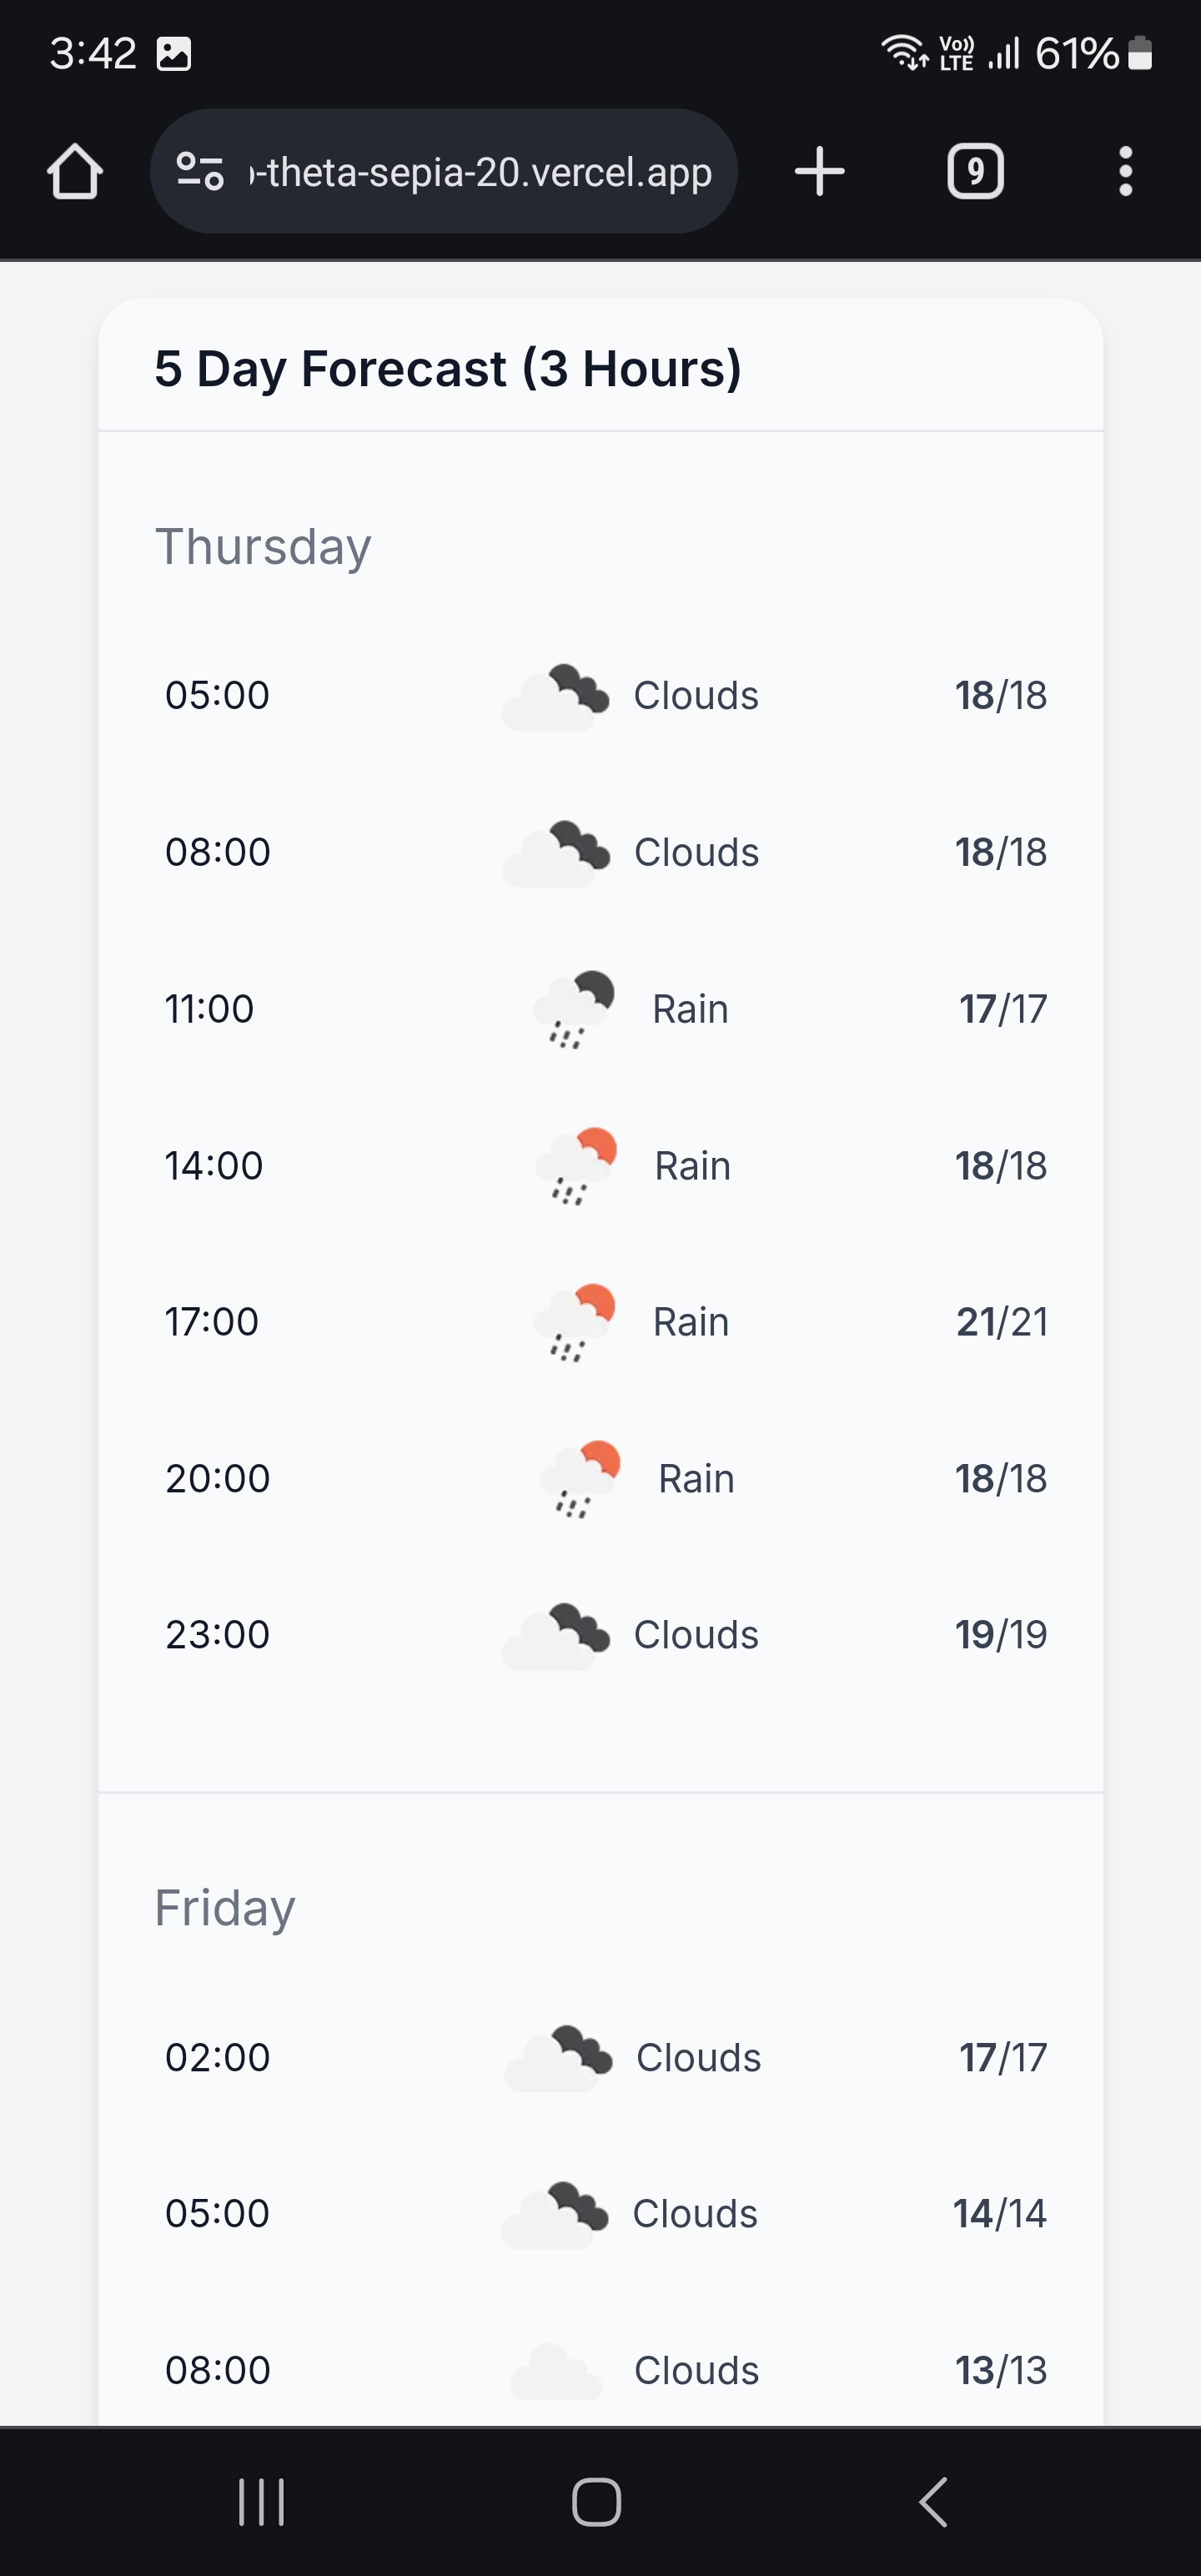 3:42 Vo)) LTE 61%
-theta-sepia-20.vercel.app 9
5 Day Forecast (3 Hours)
Thursday
05:00 Clouds 18/18
08:00 Clouds 18/18
11:00 Rain 17/17
14:00 Rain 18/18
17:00 Rain 21/21
20:00 Rain 18/18
23:00 Clouds 19/19
Friday
02:00 Clouds 17/17
05:00 Clouds 14/14
08:00 Clouds 13/13